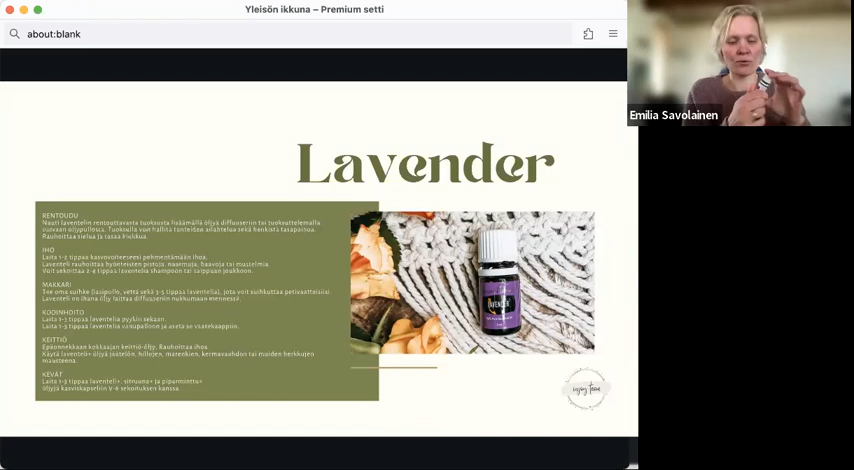 Yleisön ikkuna – Premium setti
about:blank
Emilia Savolainen
Lavender
RENTOUDU
Nauti laventelin rentouttavasta tuoksusta lisäämällä öljyä diffuuseriin tai tuoksuttelemalla
suoraan öljypullosta. Tuoksulla voi hallita tunteiden ailahtelua sekä henkistä tasapainoa.
Rauhoittaa sielua ja tasaa kiukkua.
IHO
Laita 1-2 tippaa kasvovoiteeseesi pehmentämään ihoa.
Laventeli rauhoittaa hyönteisten pistoja, naarmuja, haavoja tai mustelmia.
Voit sekoittaa 2-4 tippaa laventelia shampoon tai saippuan joukkoon.
MAKKARI
Tee oma suihke (lasipullo, vettä sekä 3-5 tippaa laventelia), jota voit suihkuttaa petivaatteisiisi.
Laventeli on ihana öljy laittaa diffuuseriin nukkumaan mennessä.
KODINHOITO
Laita 1-3 tippaa laventelia pyykin sekaan.
Laita 1-3 tippaa laventelia vanupalloon ja aseta se vaatekaappiin.
KEITTIÖ
Epäonnekkaan kokkaajan keittiö-öljy. Rauhoittaa ihoa.
Käytä laventeli+ öljyä jäätelön, hillojen, marenkien, kermavaahdon tai muiden herkkujen
mausteena.
KEVÄT
Laita 1-3 tippaa laventeli+, sitruuna+ ja piparminttu+
öljyjä kasviskapseliin V-6 sekoituksen kanssa.
LAVENDER